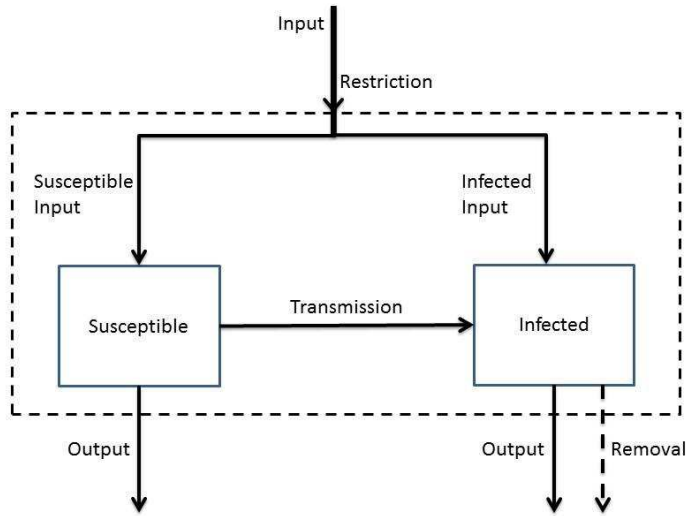 Input
Restriction
Susceptible
Input
Infected
Input
Transmission
Susceptible
Infected
Output
Output
Removal